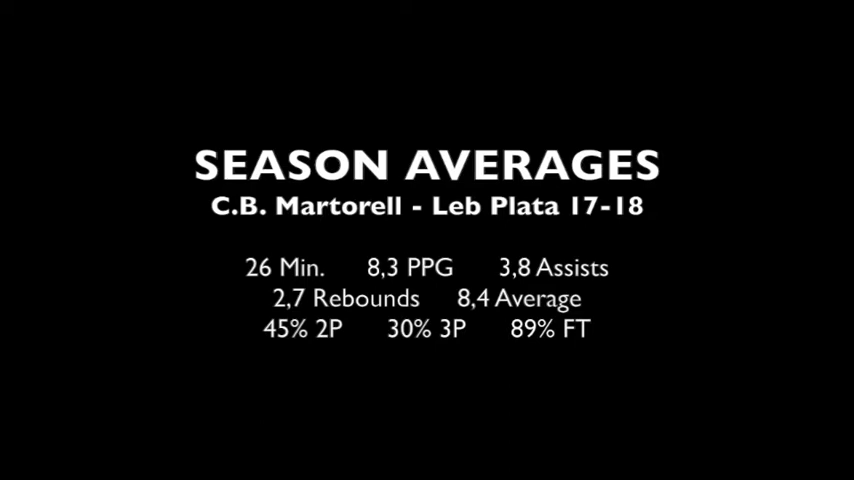 SEASON AVERAGES
C.B. Martorell - Leb Plata 17-18
26 Min. 8,3 PPG 3,8 Assists
2,7 Rebounds 8,4 Average
45% 2P 30% 3P 89% FT